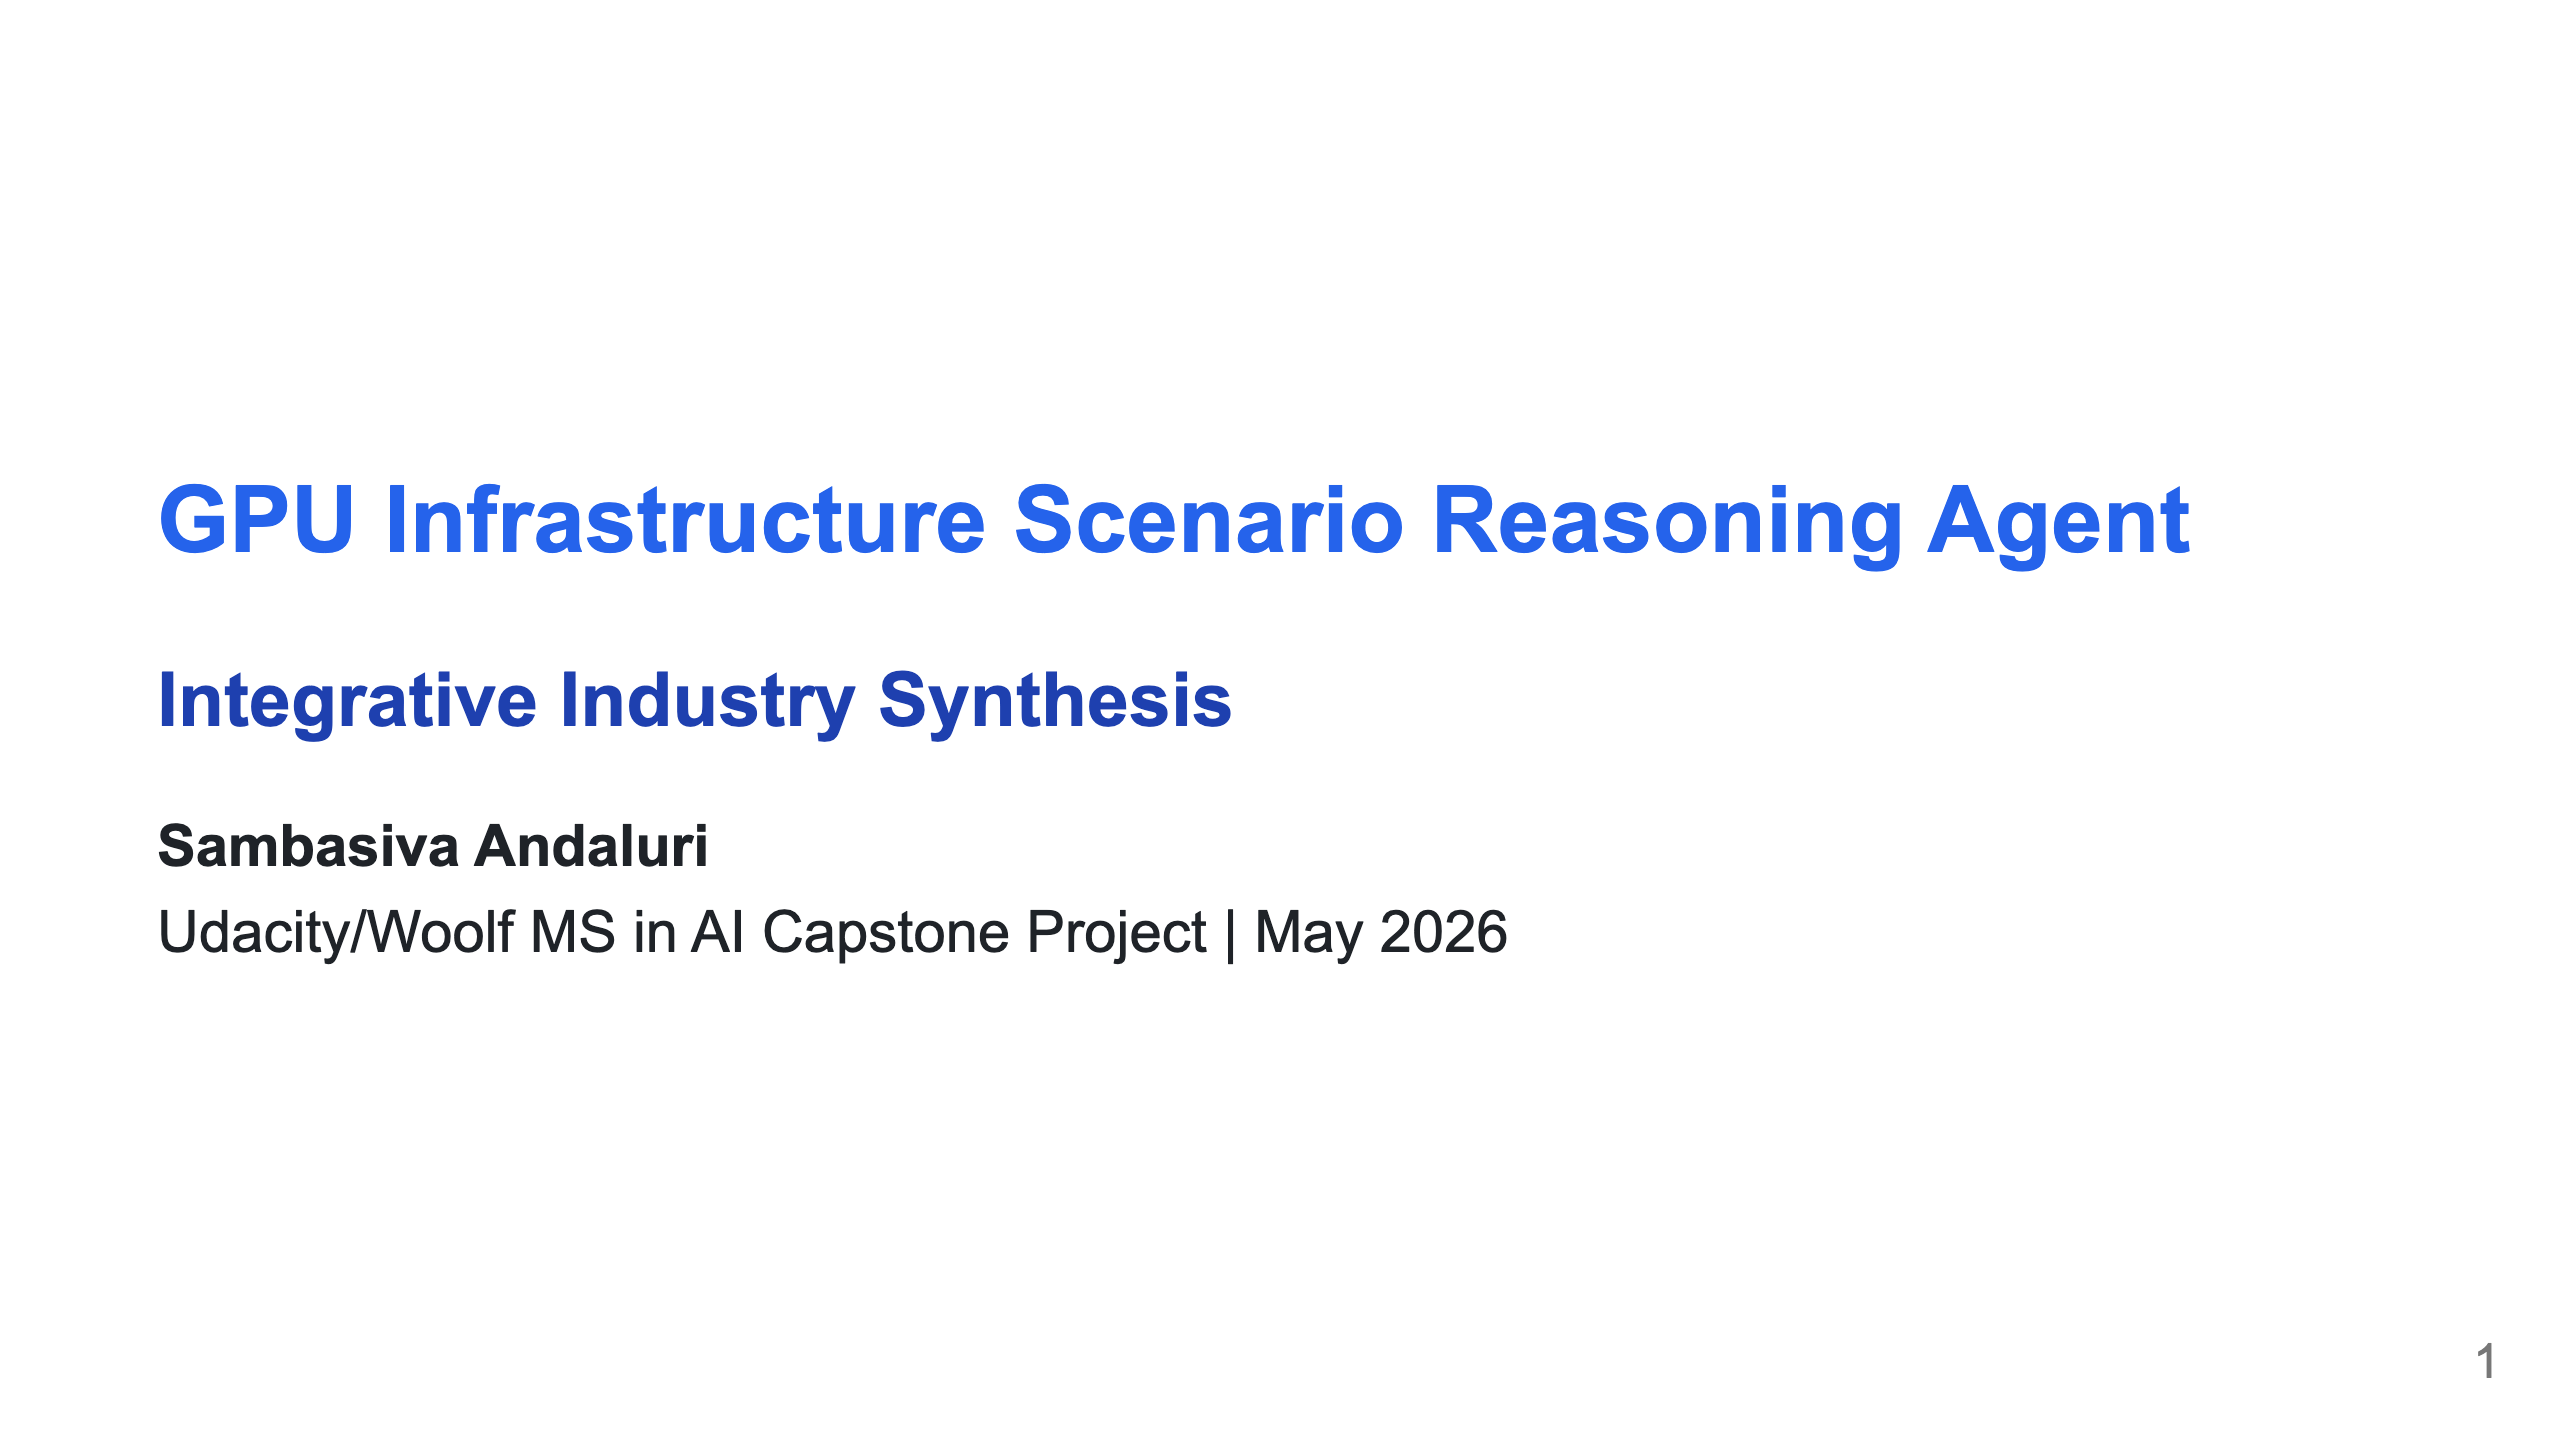 GPU Infrastructure Scenario Reasoning Agent
Integrative Industry Synthesis
Sambasiva Andaluri
Udacity/Woolf MS in AI Capstone Project | May 2026
1